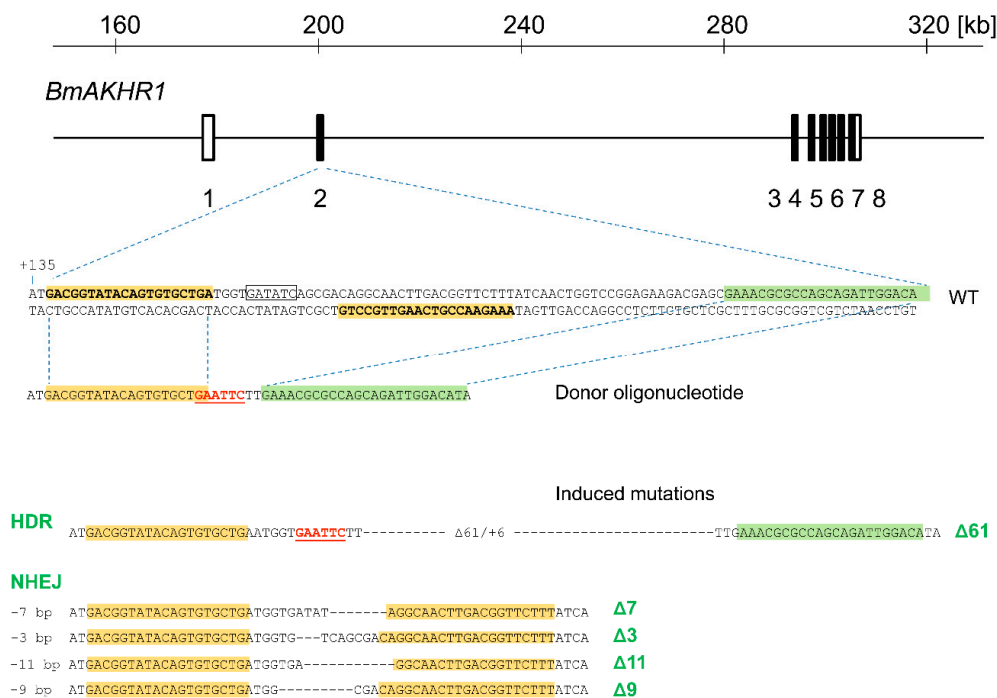 160 200 240 280 320 [kb]
BmAKHR1
1 2 3 4 5 6 7 8
+135
ATGACGGTATACAGTGTGCTGATGGTGATATCAGCGACAGGCAACTTGACGGTTCTTTATCAACTGGTCCGGAGAAGACGAGCGAAACGCGCCAGCAGATTGGACA
WT
TACTGCCATATGTCACACGACTACCACTATAGTCGCTGTCCGTTGAACTGCCAAGAAATAGTTGACCAGGCCTCTTGTGCTCGCTTTGCGCGGTCGTCTAACCTGT
ATGACGGTATACAGTGTGCTGAATTCTTGAAACGCGCCAGCAGATTGGACATA Donor oligonucleotide
Induced mutations
HDR ATGACGGTATACAGTGTGCTGAATGGTGAATTCTT---------- Δ61/+6 ------------------------TTGAAACGCGCCAGCAGATTGGACATA Δ61
NHEJ
-7 bp ATGACGGTATACAGTGTGCTGATGGTGATAT-------AGGCAACTTGACGGTTCTTTATCA Δ7
-3 bp ATGACGGTATACAGTGTGCTGATGGTG---TCAGCGACAGGCAACTTGACGGTTCTTTATCA Δ3
-11 bp ATGACGGTATACAGTGTGCTGATGGTGA-----------GGCAACTTGACGGTTCTTTATCA Δ11
-9 bp ATGACGGTATACAGTGTGCTGATGG---------CGACAGGCAACTTGACGGTTCTTTATCA Δ9